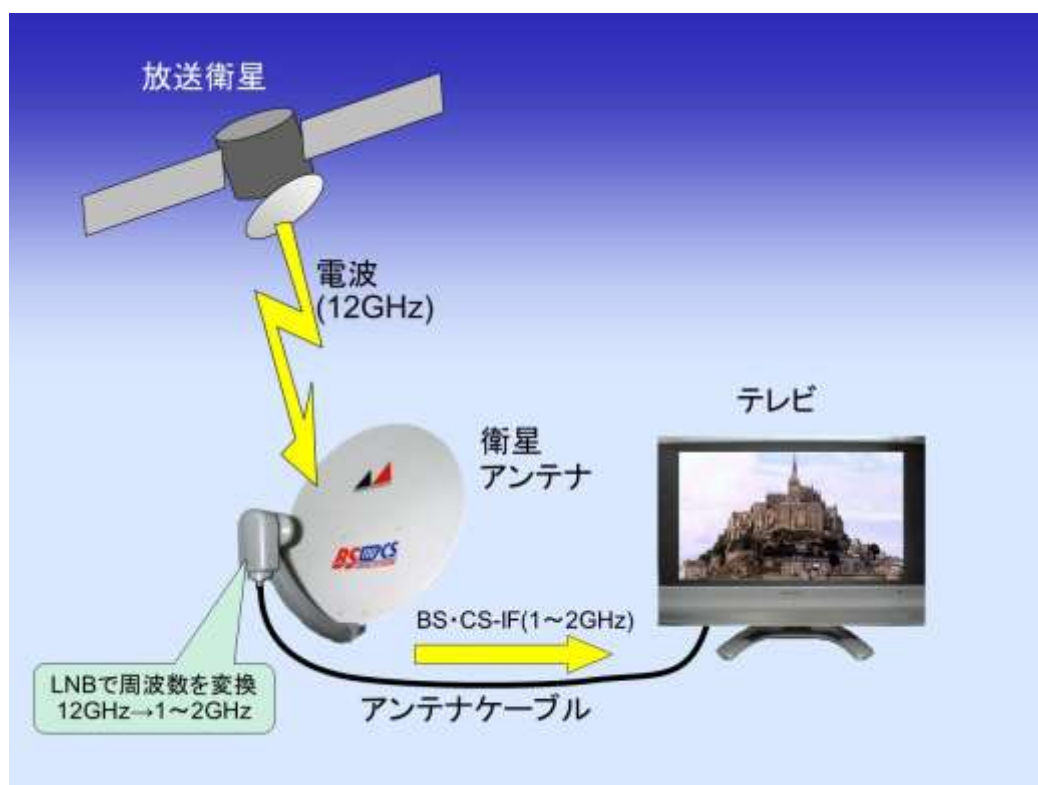 放送衛星
電波
(12GHz)
テレビ
衛星
アンテナ
BS・CS-IF(1～2GHz)
LNBで周波数を変換
12GHz→1～2GHz
アンテナケーブル